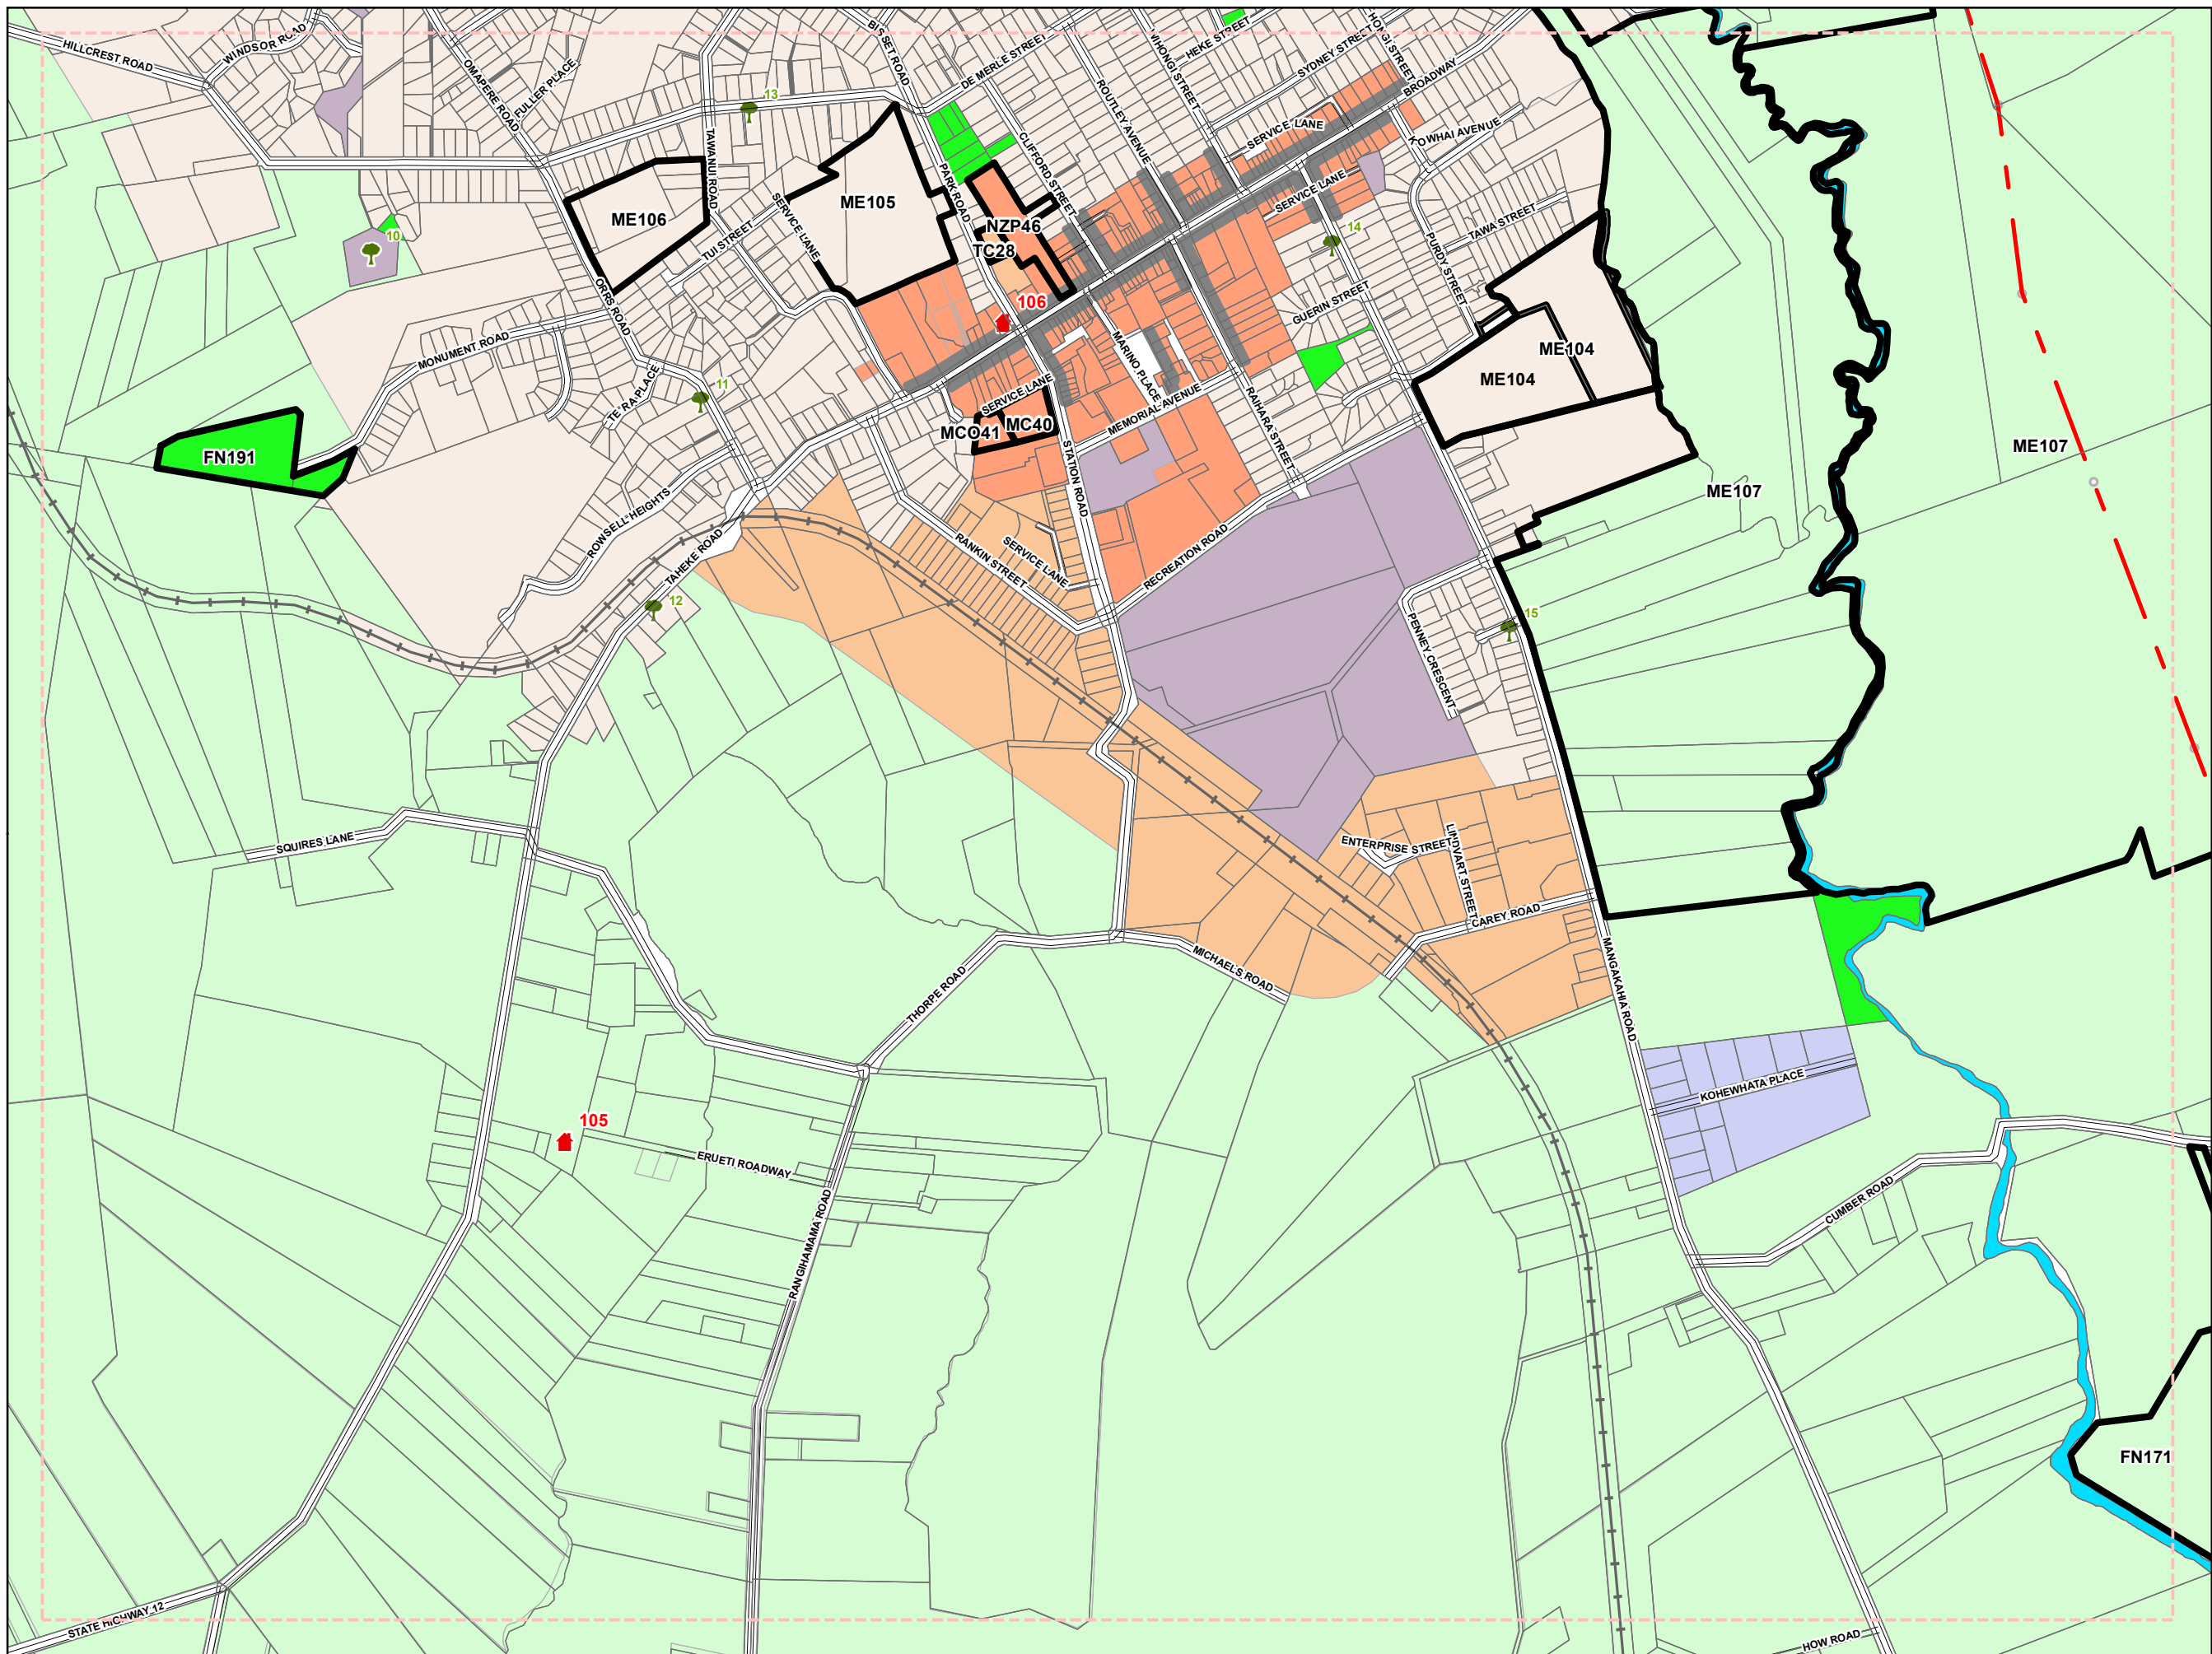 HILLCREST ROAD
WINDSOR ROAD
OMAPERE ROAD
FULLER PLACE
BISSET ROAD
DE MERLE STREET
HEKE STREET
SYDNEY STREET
BROADWAY
13
TAWANUI ROAD
CLIFFORD STREET
ROUTLEY AVENUE
SERVICE LANE
KOWHAI AVENUE
ME106
ME105
PARK ROAD
NZP46
TC28
SERVICE LANE
14
TAWA STREET
10
TUI STREET
SERVICE LANE
PURDY STREET
ORRS ROAD
106
GUERIN STREET
MONUMENT ROAD
MARINO PLACE
ME104
ME104
TE RA PLACE
11
SERVICE LANE
MEMORIAL AVENUE
RAIHARA STREET
MCO41
MC40
ME107
FN191
STATION ROAD
ME107
ROWSELL HEIGHTS
TAHEKE ROAD
RANKIN STREET
SERVICE LANE
RECREATION ROAD
12
15
PENNEY CRESCENT
SQUIRES LANE
ENTERPRISE STREET
LINDVART STREET
CAREY ROAD
MICHAELS ROAD
THORPE ROAD
MANGAKAHIA ROAD
KOHEWHATA PLACE
105
ERUETI ROADWAY
RANGIHAMAMA ROAD
CUMBER ROAD
FN171
STATE HIGHWAY 12
HOW ROAD